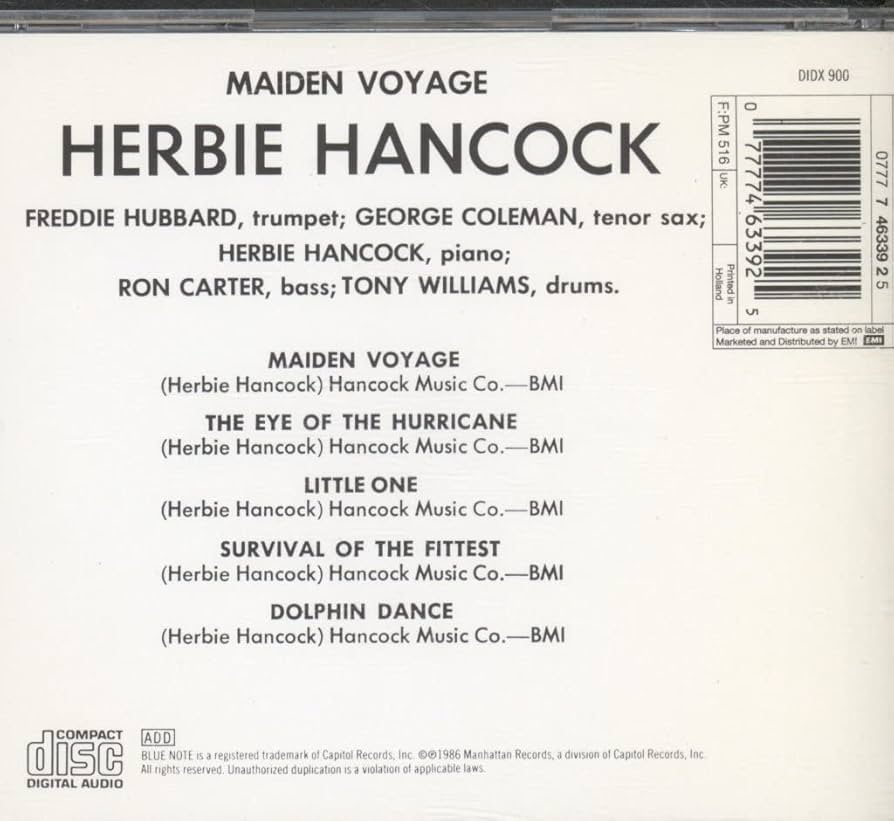 MAIDEN VOYAGE
HERBIE HANCOCK
FREDDIE HUBBARD, trumpet; GEORGE COLEMAN, tenor sax;
HERBIE HANCOCK, piano;
RON CARTER, bass; TONY WILLIAMS, drums.
MAIDEN VOYAGE
(Herbie Hancock) Hancock Music Co.—BMI
THE EYE OF THE HURRICANE
(Herbie Hancock) Hancock Music Co.—BMI
LITTLE ONE
(Herbie Hancock) Hancock Music Co.—BMI
SURVIVAL OF THE FITTEST
(Herbie Hancock) Hancock Music Co.—BMI
DOLPHIN DANCE
(Herbie Hancock) Hancock Music Co.—BMI
DIDX 900
F:PM 516
UK:
Printed in
Holland
0 77774 63392 5
0777 7 46339 2 5
Place of manufacture as stated on label
Marketed and Distributed by EMI EMI
COMPACT
disc
DIGITAL AUDIO
ADD
BLUE NOTE is a registered trademark of Capitol Records, Inc. ©℗1986 Manhattan Records, a division of Capitol Records, Inc.
All rights reserved. Unauthorized duplication is a violation of applicable laws.